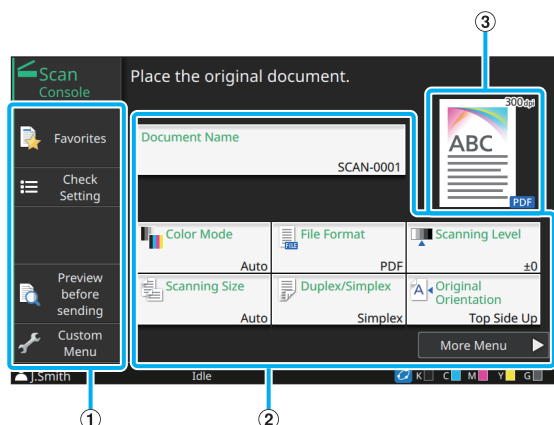 ③
Scan
Console
Place the original document.
300dpi
Favorites
Document Name
ABC
SCAN-0001
Check
Setting
PDF
Color Mode
File Format
Scanning Level
FILE
Auto
PDF
±0
Preview
before
sending
Scanning Size
Duplex/Simplex
A
Original
Orientation
Auto
Simplex
Top Side Up
Custom
Menu
More Menu
J.Smith
Idle
K
C
M
Y
G
①
②